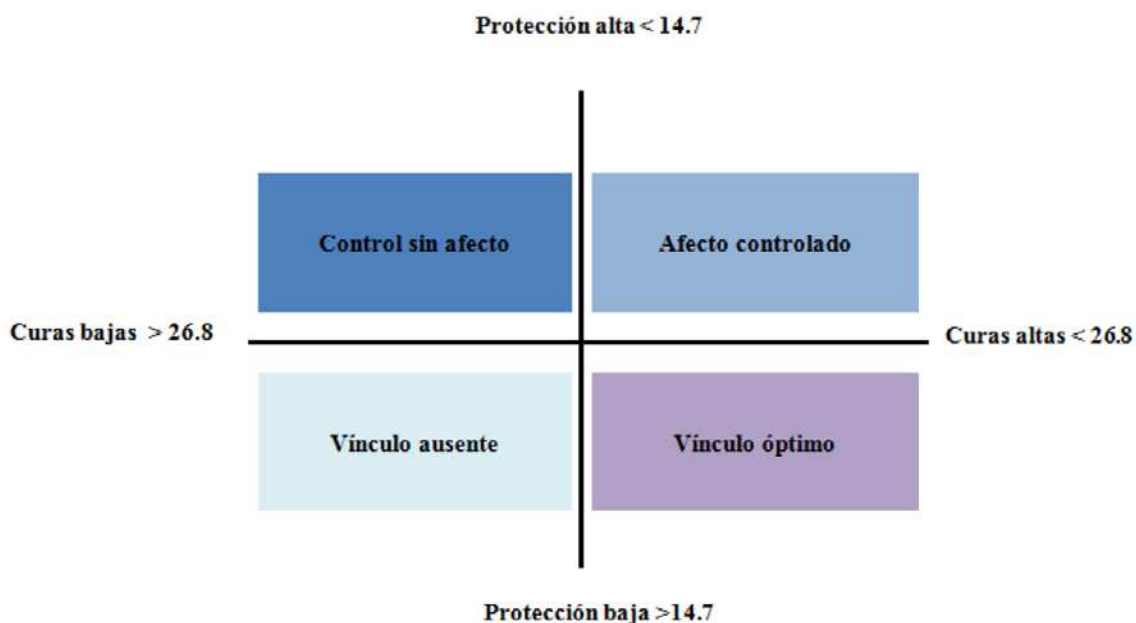 Protección alta < 14.7
Control sin afecto
Afecto controlado
Curas bajas > 26.8
Curas altas < 26.8
Vínculo ausente
Vínculo óptimo
Protección baja >14.7